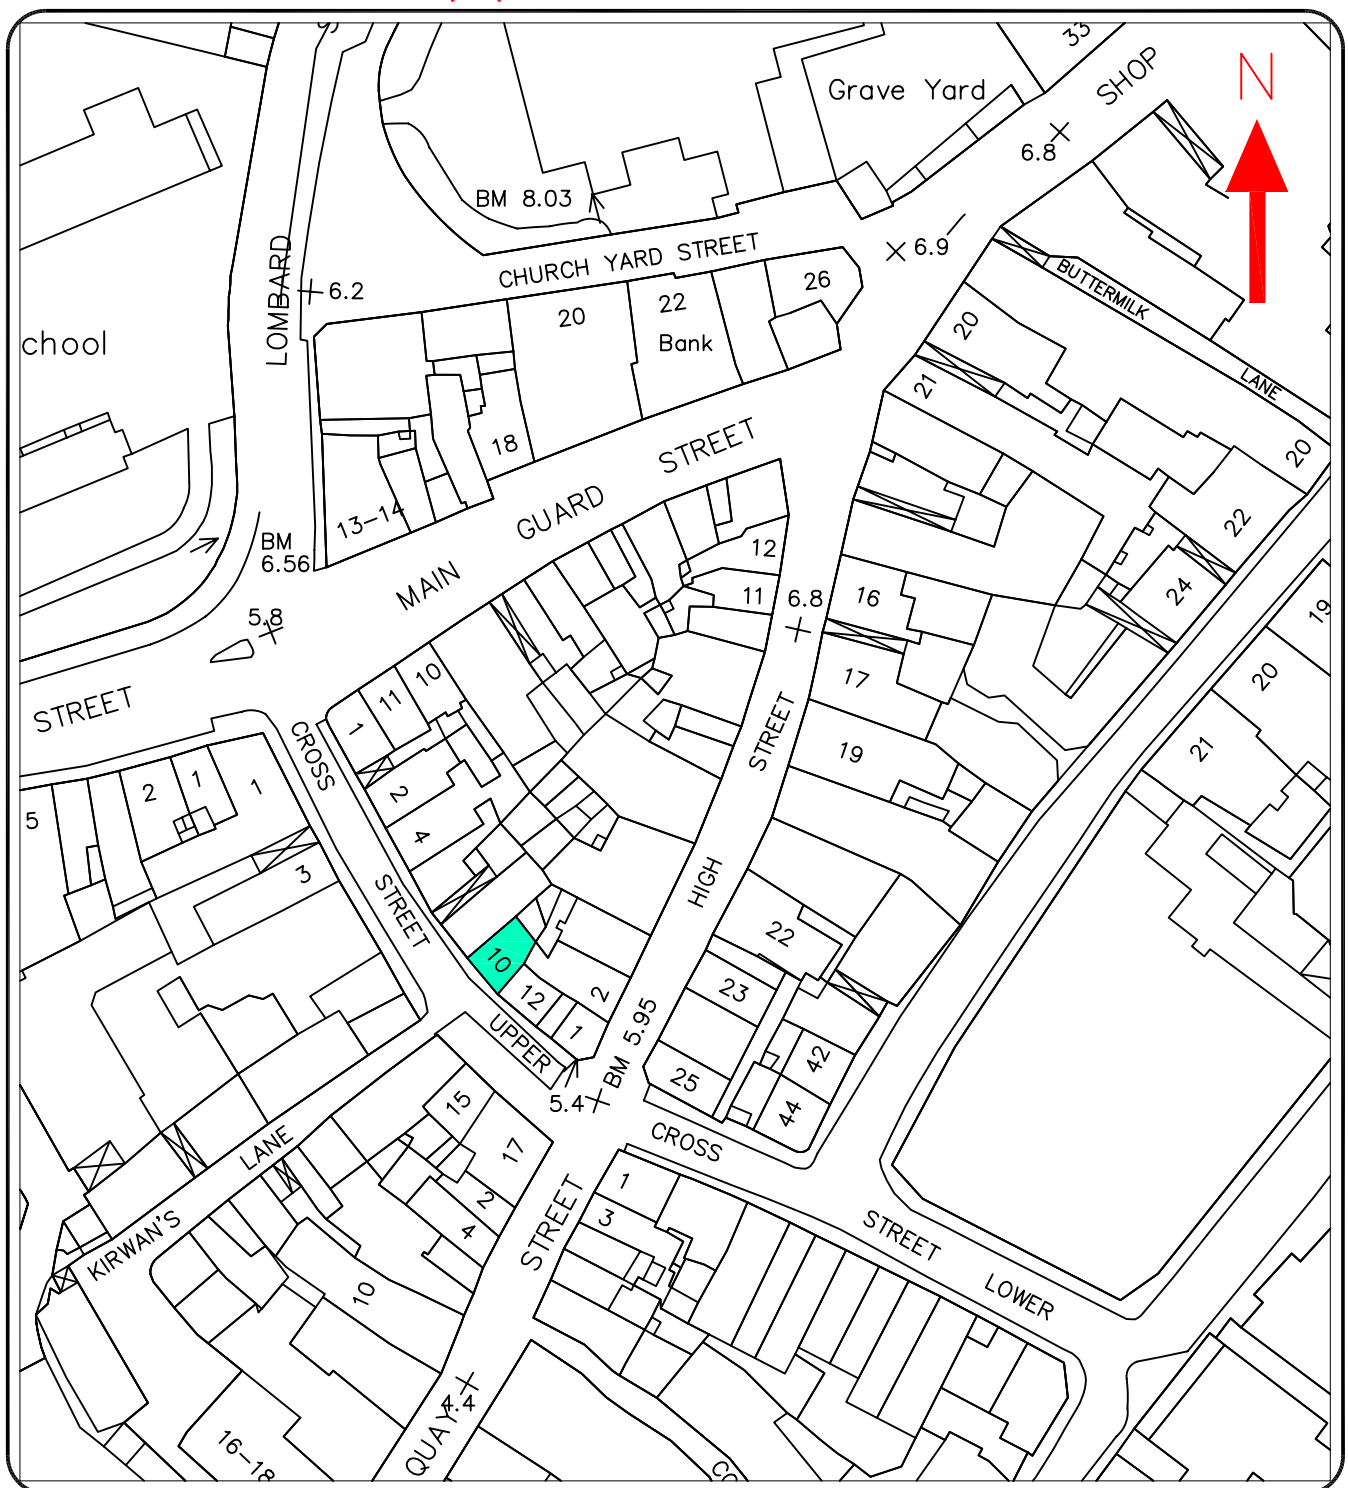 33
SHOP
N
Grave Yard
6.8
BM 8.03
LOMBARD
CHURCH YARD STREET
6.9
BUTTERMILK
LANE
6.2
26
20
22
Bank
20
chool
21
18
STREET
20
13-14
GUARD
22
BM
6.56
12
MAIN
24
11
6.8
16
19
5.8
17
20
10
11
STREET
1
CROSS
STREET
19
21
2
1
1
2
5
4
3
HIGH
STREET
22
10
23
12
2
1
UPPER
BM 5.95
42
25
5.4
44
15
CROSS
LANE
17
1
2
3
4
KIRWAN'S
STREET
STREET
10
LOWER
4.4
QUAY
16-18